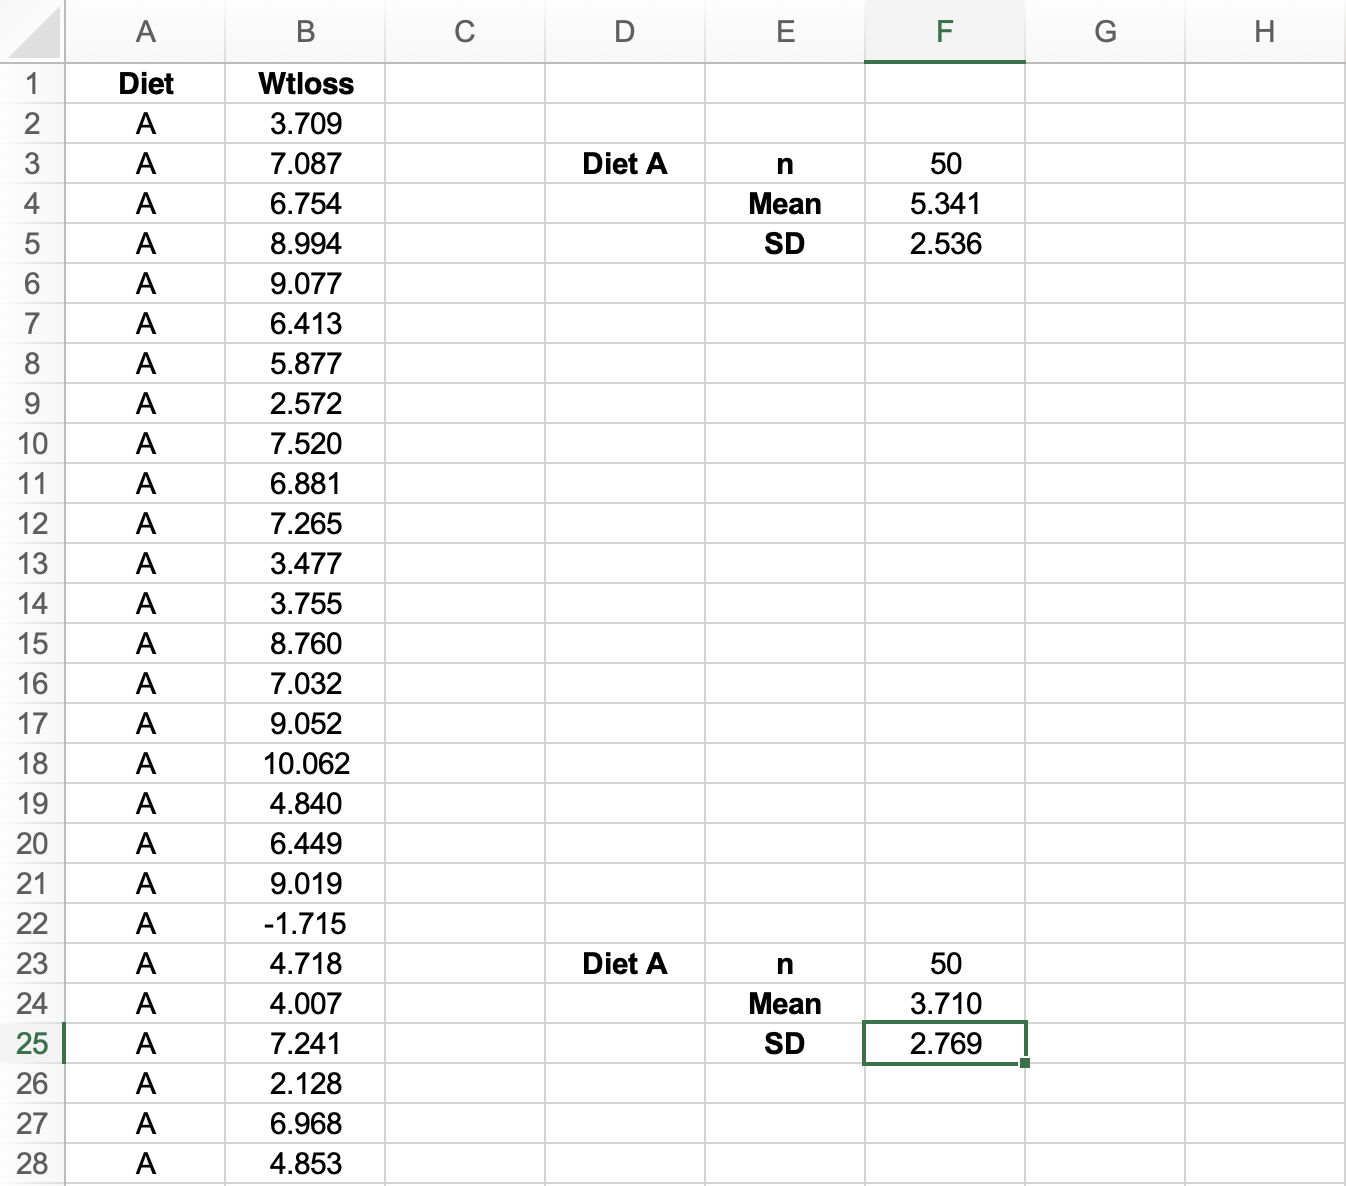 A B C D E F G H
1 Diet Wtloss
2 A 3.709
3 A 7.087 Diet A n 50
4 A 6.754 Mean 5.341
5 A 8.994 SD 2.536
6 A 9.077
7 A 6.413
8 A 5.877
9 A 2.572
10 A 7.520
11 A 6.881
12 A 7.265
13 A 3.477
14 A 3.755
15 A 8.760
16 A 7.032
17 A 9.052
18 A 10.062
19 A 4.840
20 A 6.449
21 A 9.019
22 A -1.715
23 A 4.718 Diet A n 50
24 A 4.007 Mean 3.710
25 A 7.241 SD 2.769
26 A 2.128
27 A 6.968
28 A 4.853